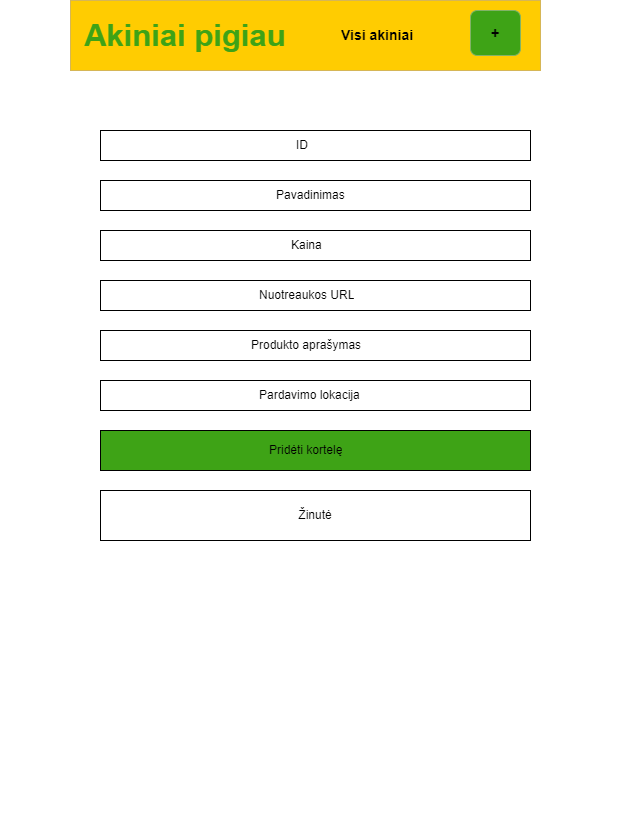 Akiniai pigiau
Visi akiniai
+
ID
Pavadinimas
Kaina
Nuotreaukos URL
Produkto aprašymas
Pardavimo lokacija
Pridėti kortelę
Žinutė